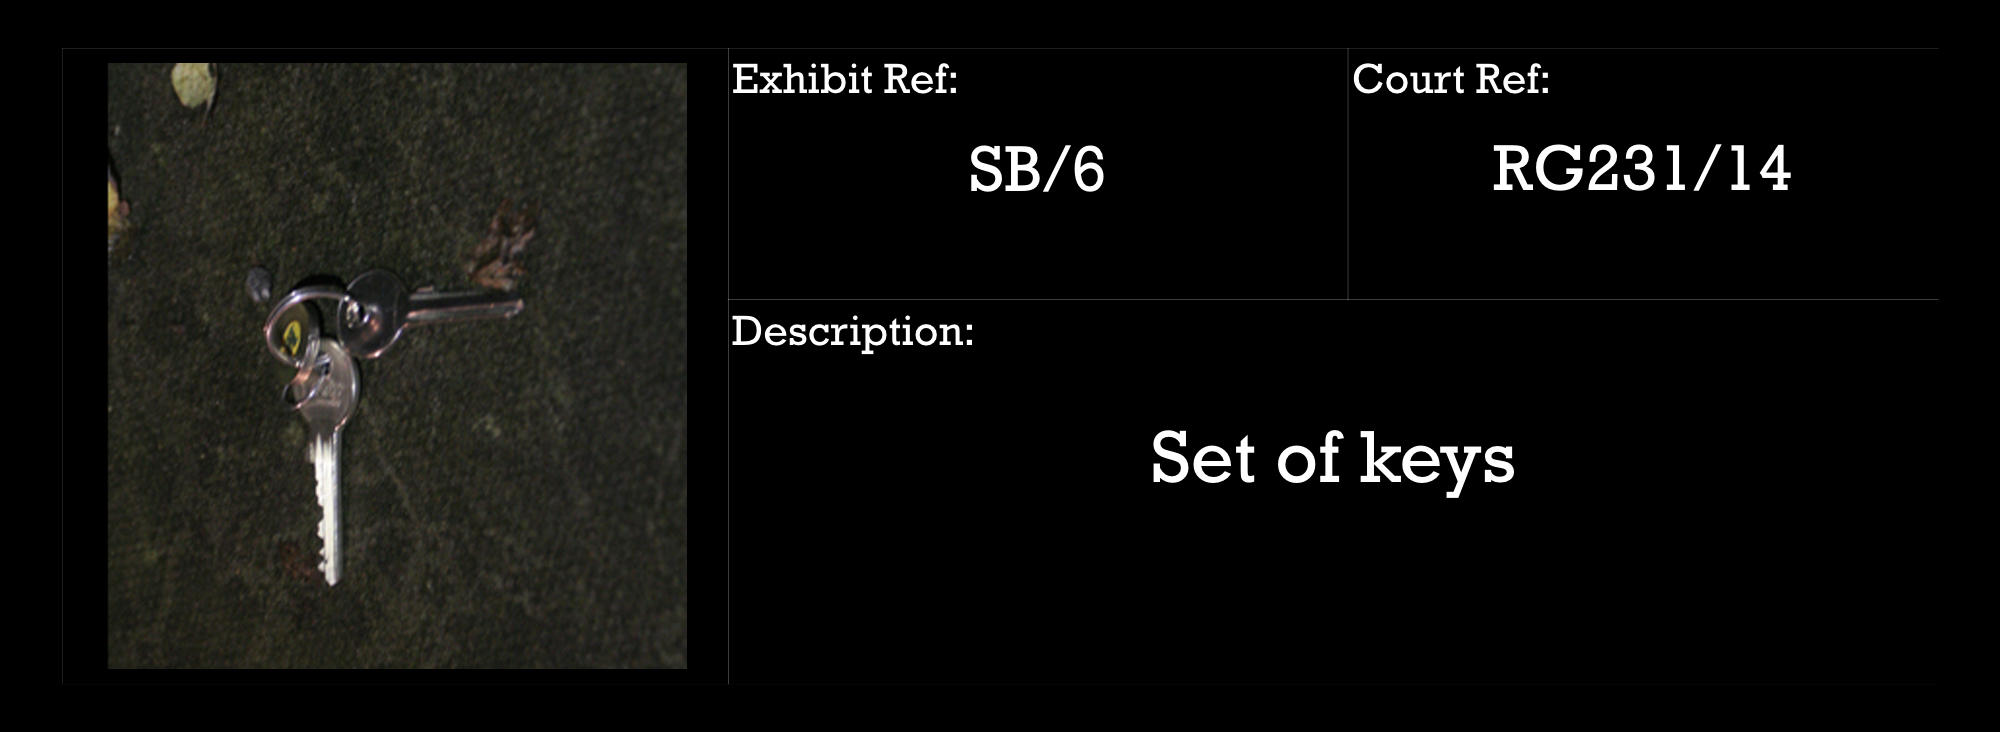 Exhibit Ref:
SB/6
Court Ref:
RG231/14
Description:
Set of keys